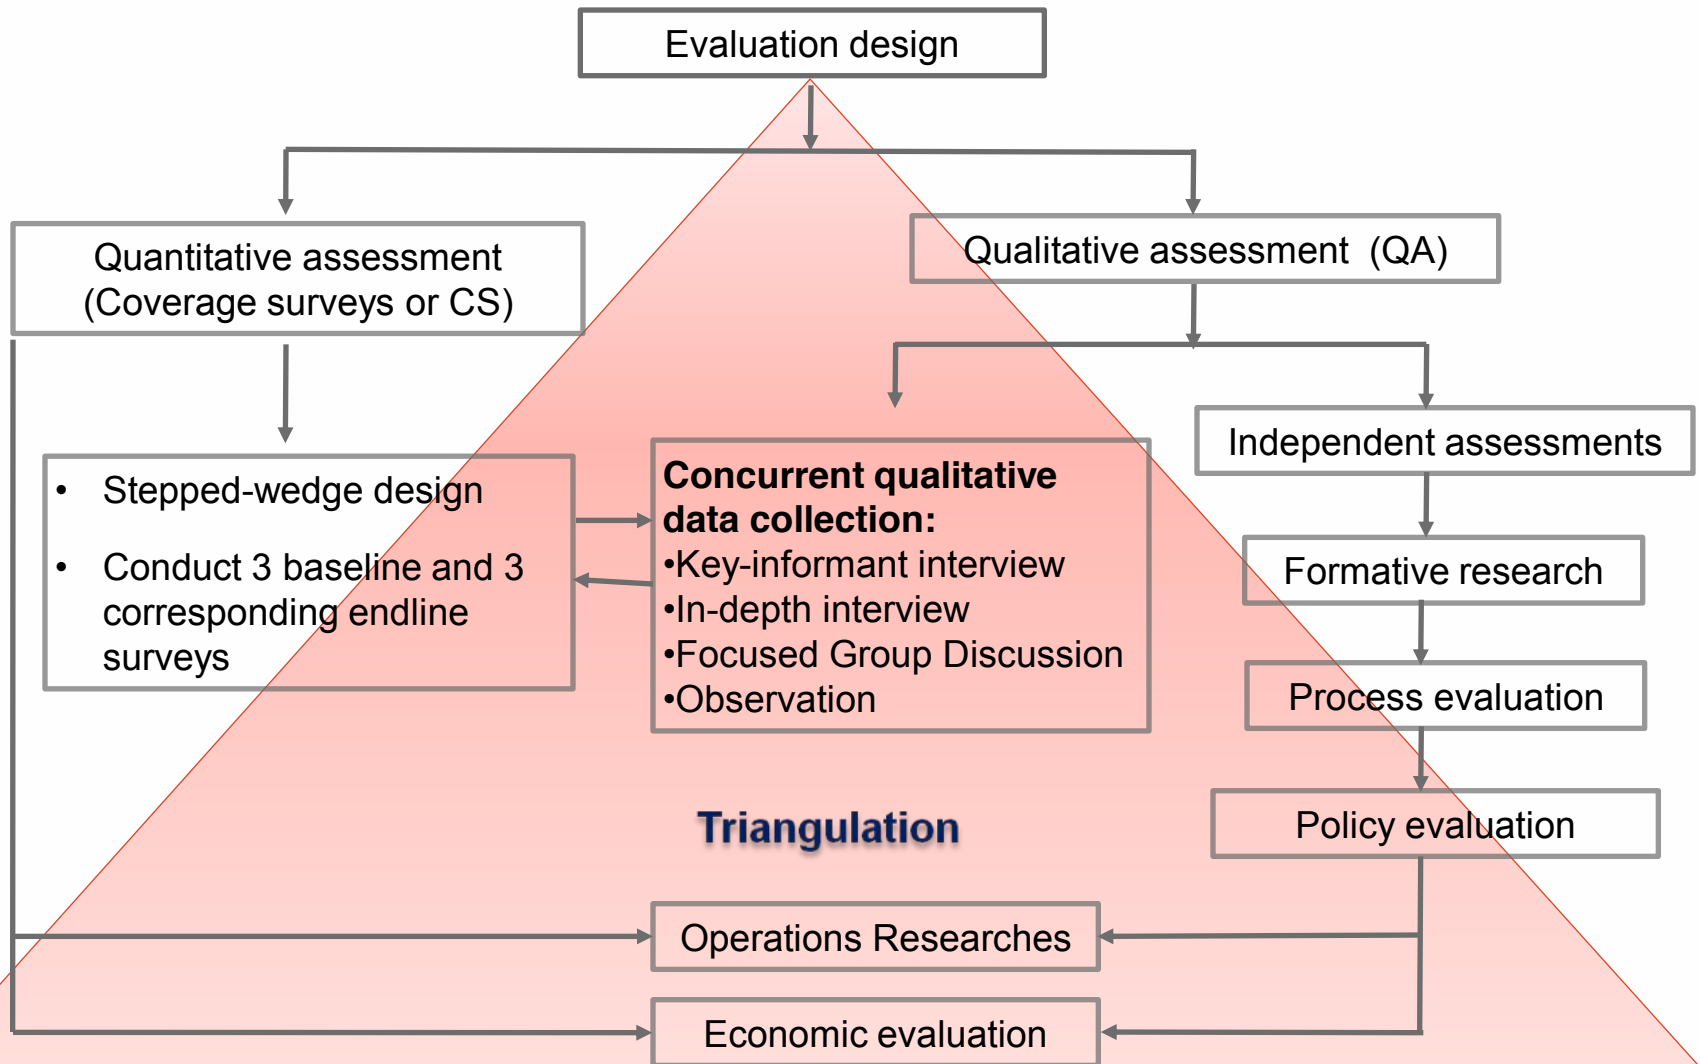 Evaluation design
Quantitative assessment
(Coverage surveys or CS)
Qualitative assessment (QA)
• Stepped-wedge design
• Conduct 3 baseline and 3
corresponding endline
surveys
Concurrent qualitative
data collection:
•Key-informant interview
•In-depth interview
•Focused Group Discussion
•Observation
Independent assessments
Formative research
Process evaluation
Policy evaluation
Triangulation
Operations Researches
Economic evaluation